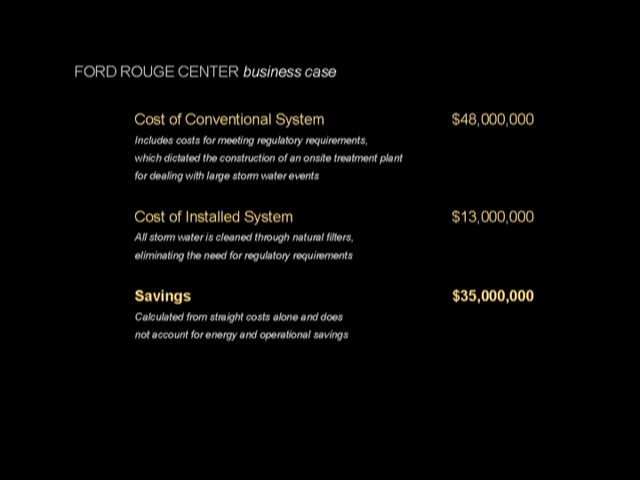 FORD ROUGE CENTER business case
Cost of Conventional System $48,000,000
Includes costs for meeting regulatory requirements,
which dictated the construction of an onsite treatment plant
for dealing with large storm water events
Cost of Installed System $13,000,000
All storm water is cleaned through natural filters,
eliminating the need for regulatory requirements
Savings $35,000,000
Calculated from straight costs alone and does
not account for energy and operational savings